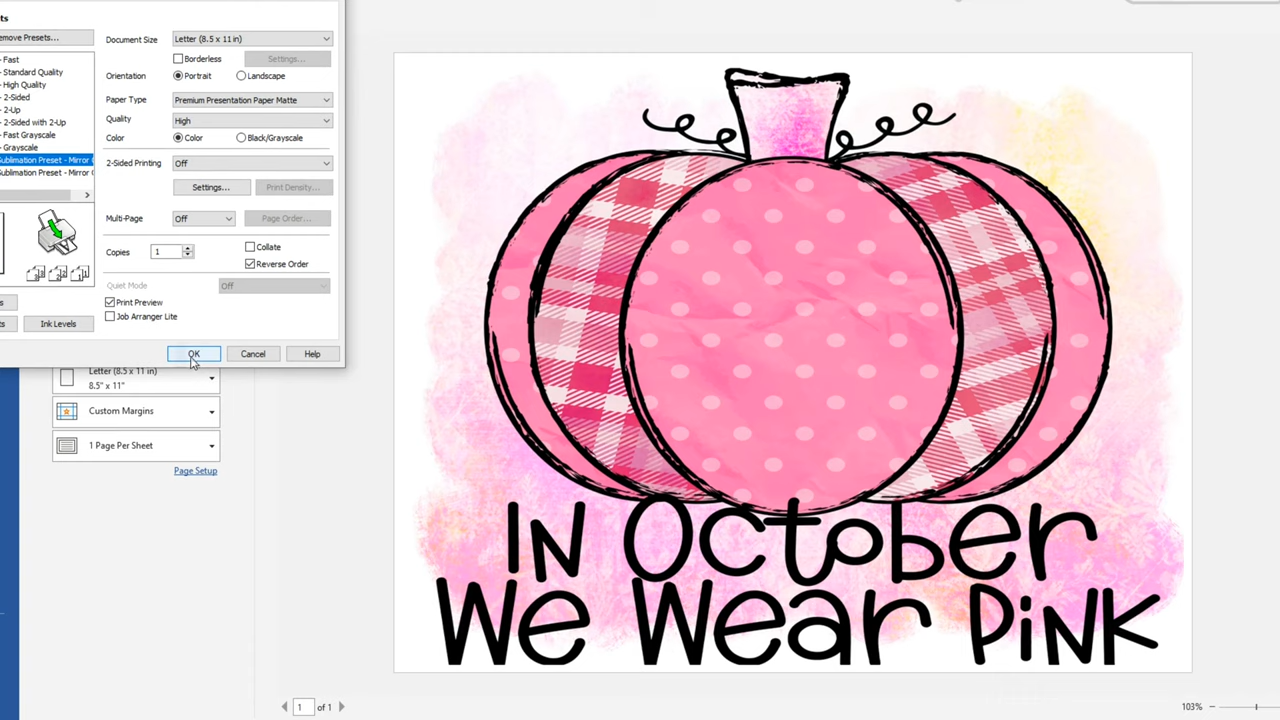 ts
emove Presets...
- Fast
- Standard Quality
- High Quality
- 2-Sided
- 2-Up
- 2-Sided with 2-Up
- Fast Grayscale
- Grayscale
Sublimation Preset - Mirror
Sublimation Preset - Mirror
s
ts
Ink Levels
Document Size
Letter (8.5 x 11 in)
Borderless
Settings...
Orientation
Portrait
Landscape
Paper Type
Premium Presentation Paper Matte
Quality
High
Color
Color
Black/Grayscale
2-Sided Printing
Off
Settings...
Print Density...
Multi-Page
Off
Page Order...
Copies
1
Collate
Reverse Order
Quiet Mode
Off
Print Preview
Job Arranger Lite
OK
Cancel
Help
Letter (8.5 x 11 in)
8.5" x 11"
Custom Margins
1 Page Per Sheet
Page Setup
In October
We Wear Pink
1 of 1
103%